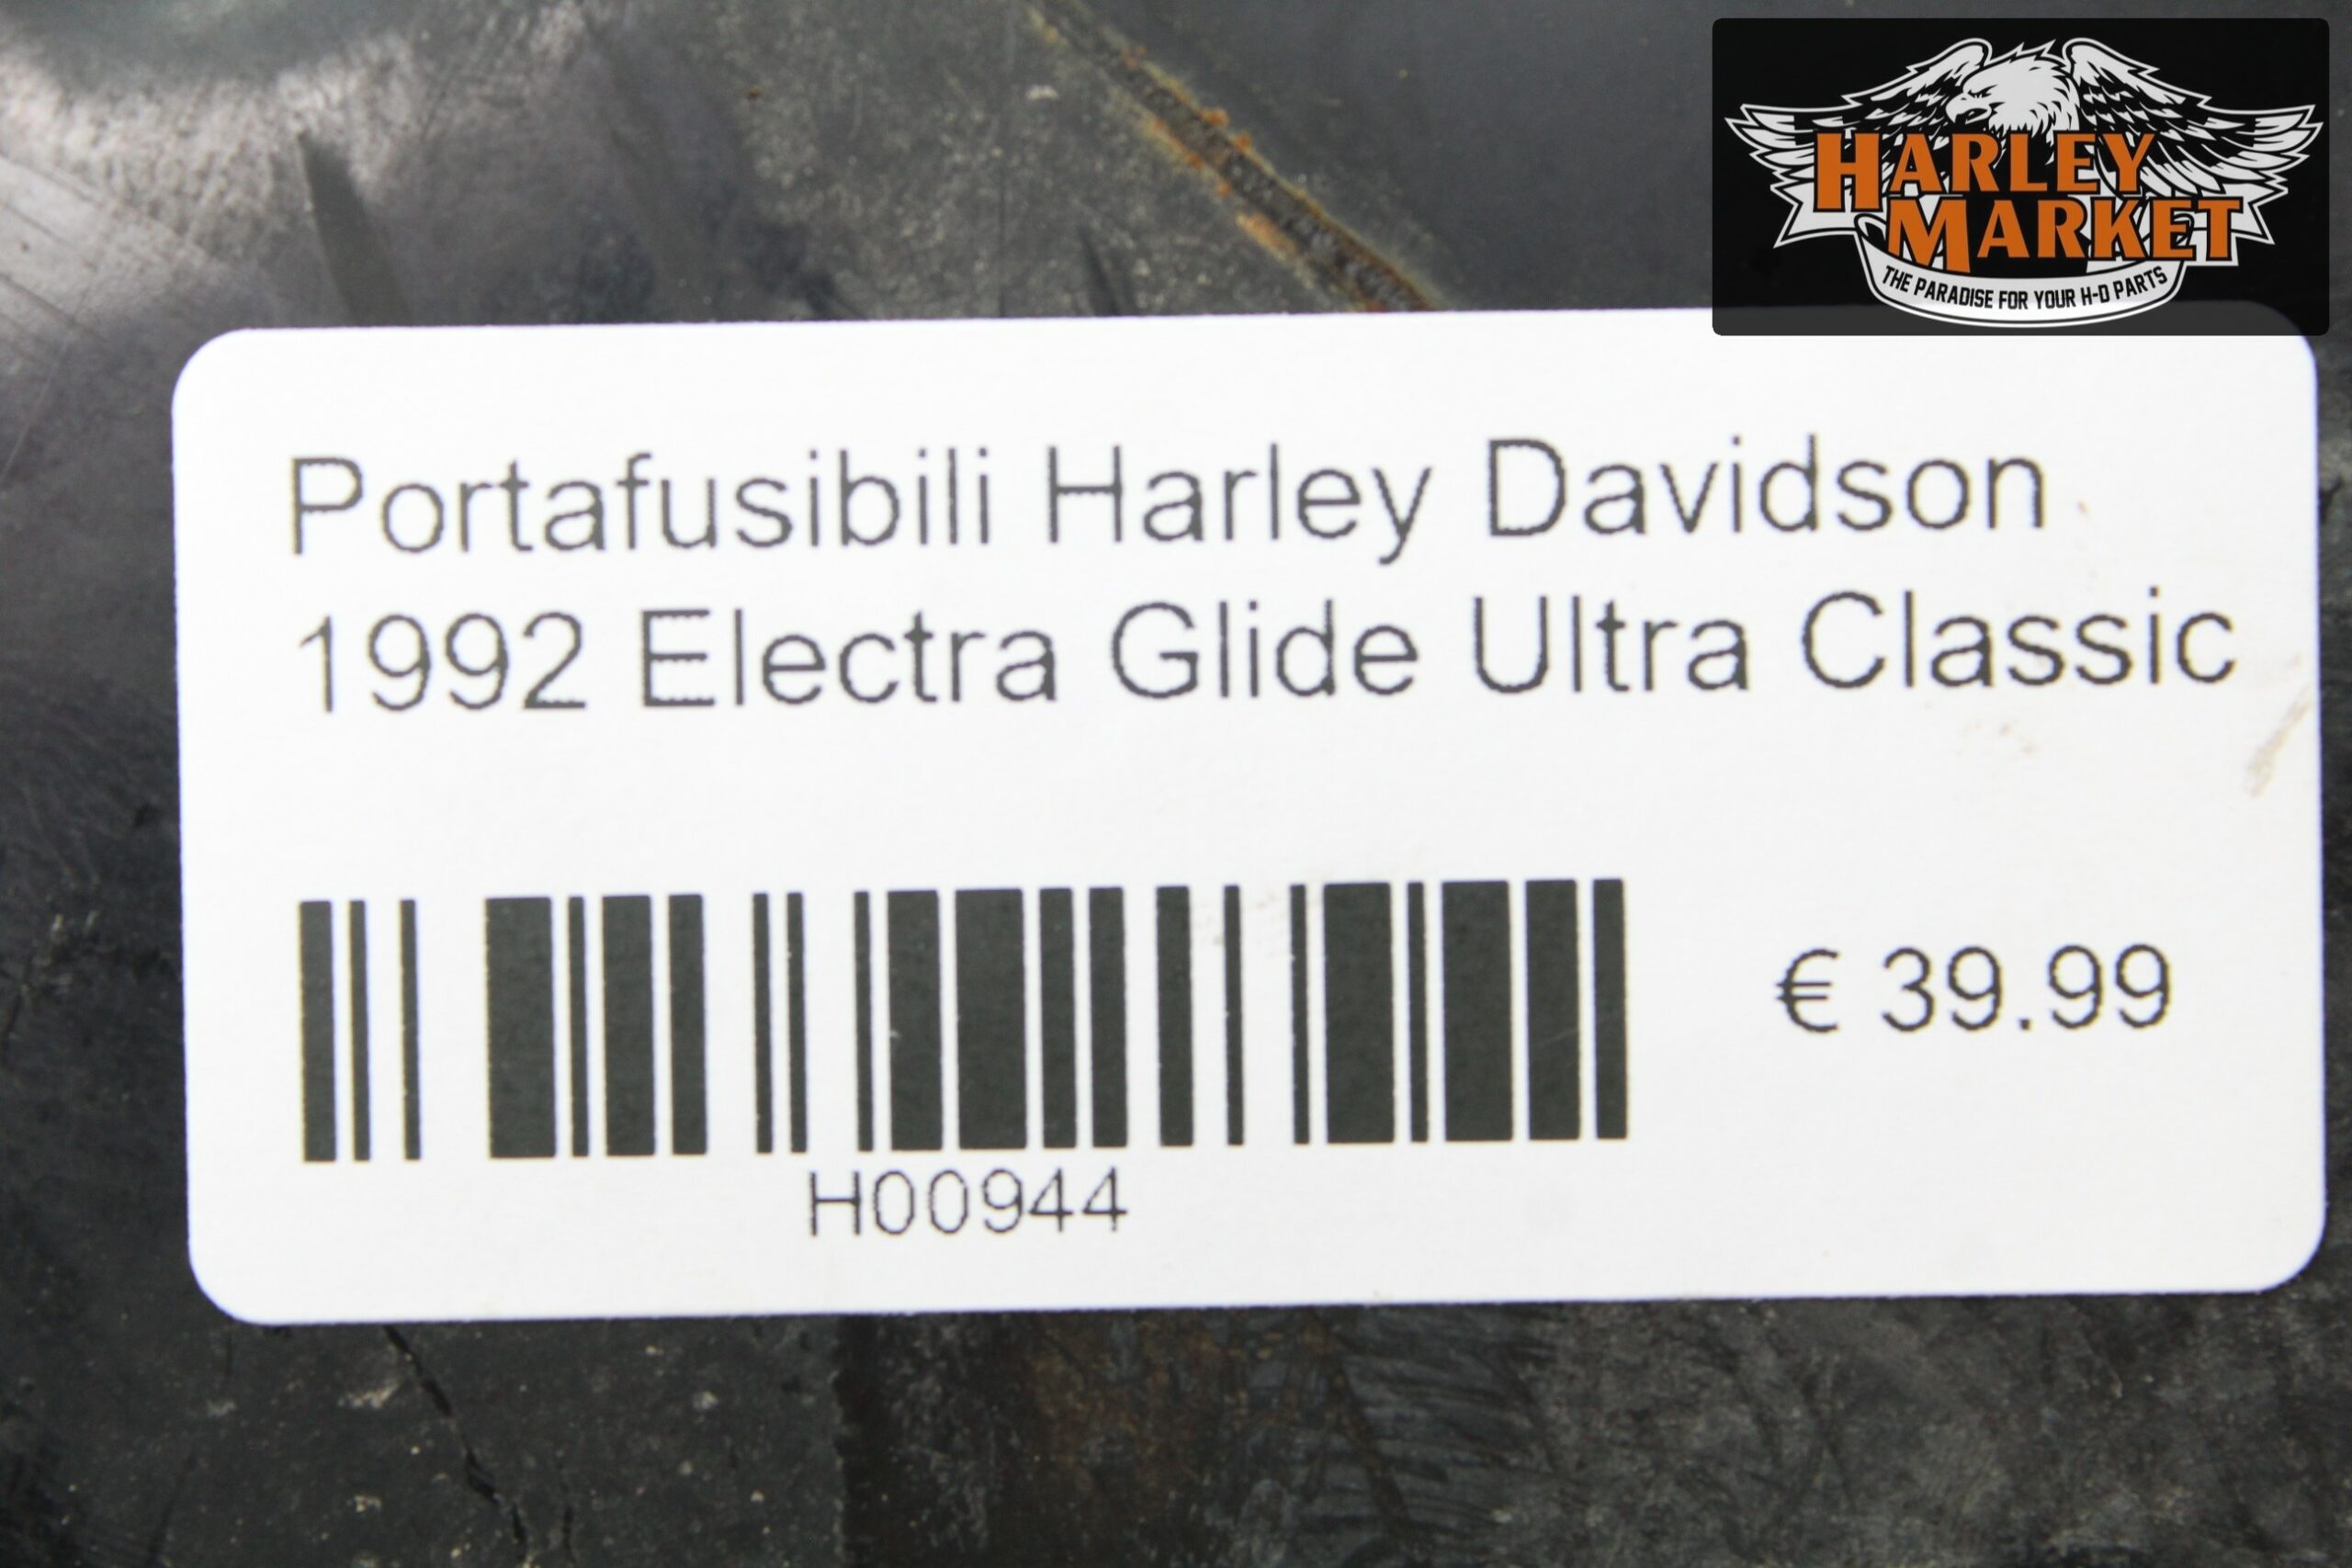 HARLEY
MARKET
THE PARADISE FOR YOUR H-D PARTS
Portafusibili Harley Davidson
1992 Electra Glide Ultra Classic
€ 39.99
H00944